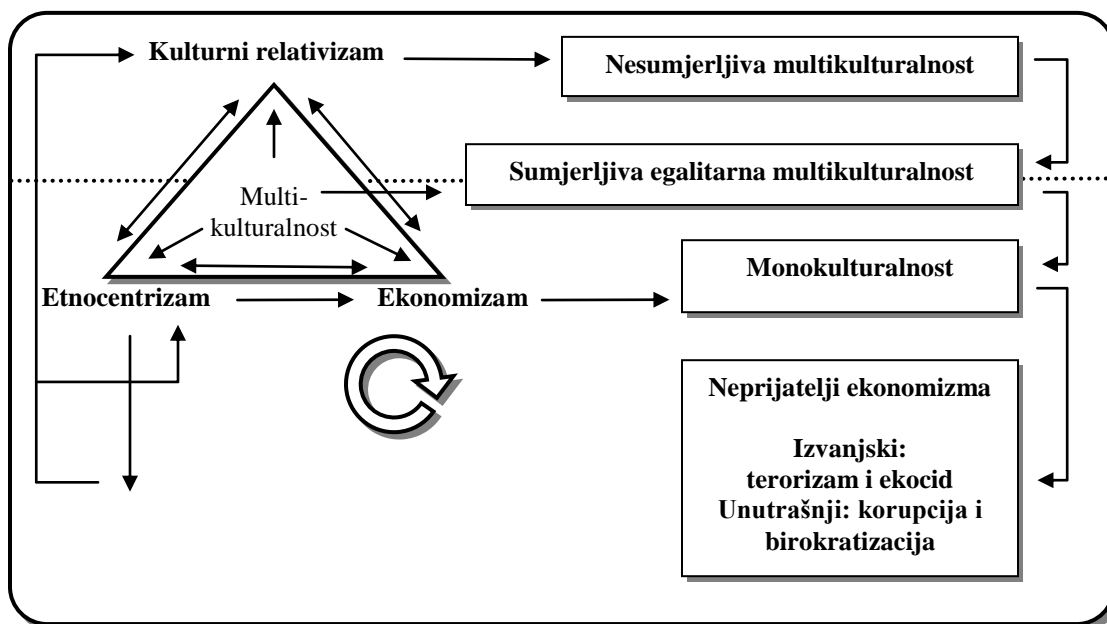 Kulturni relativizam
Nesumjerljiva multikulturalnost
Sumjerljiva egalitarna multikulturalnost
Multi-
kulturalnost
Monokulturalnost
Etnocentrizam
Ekonomizam
Neprijatelji ekonomizma
Izvanjski:
terorizam i ekocid
Unutrašnji: korupcija i
birokratizacija